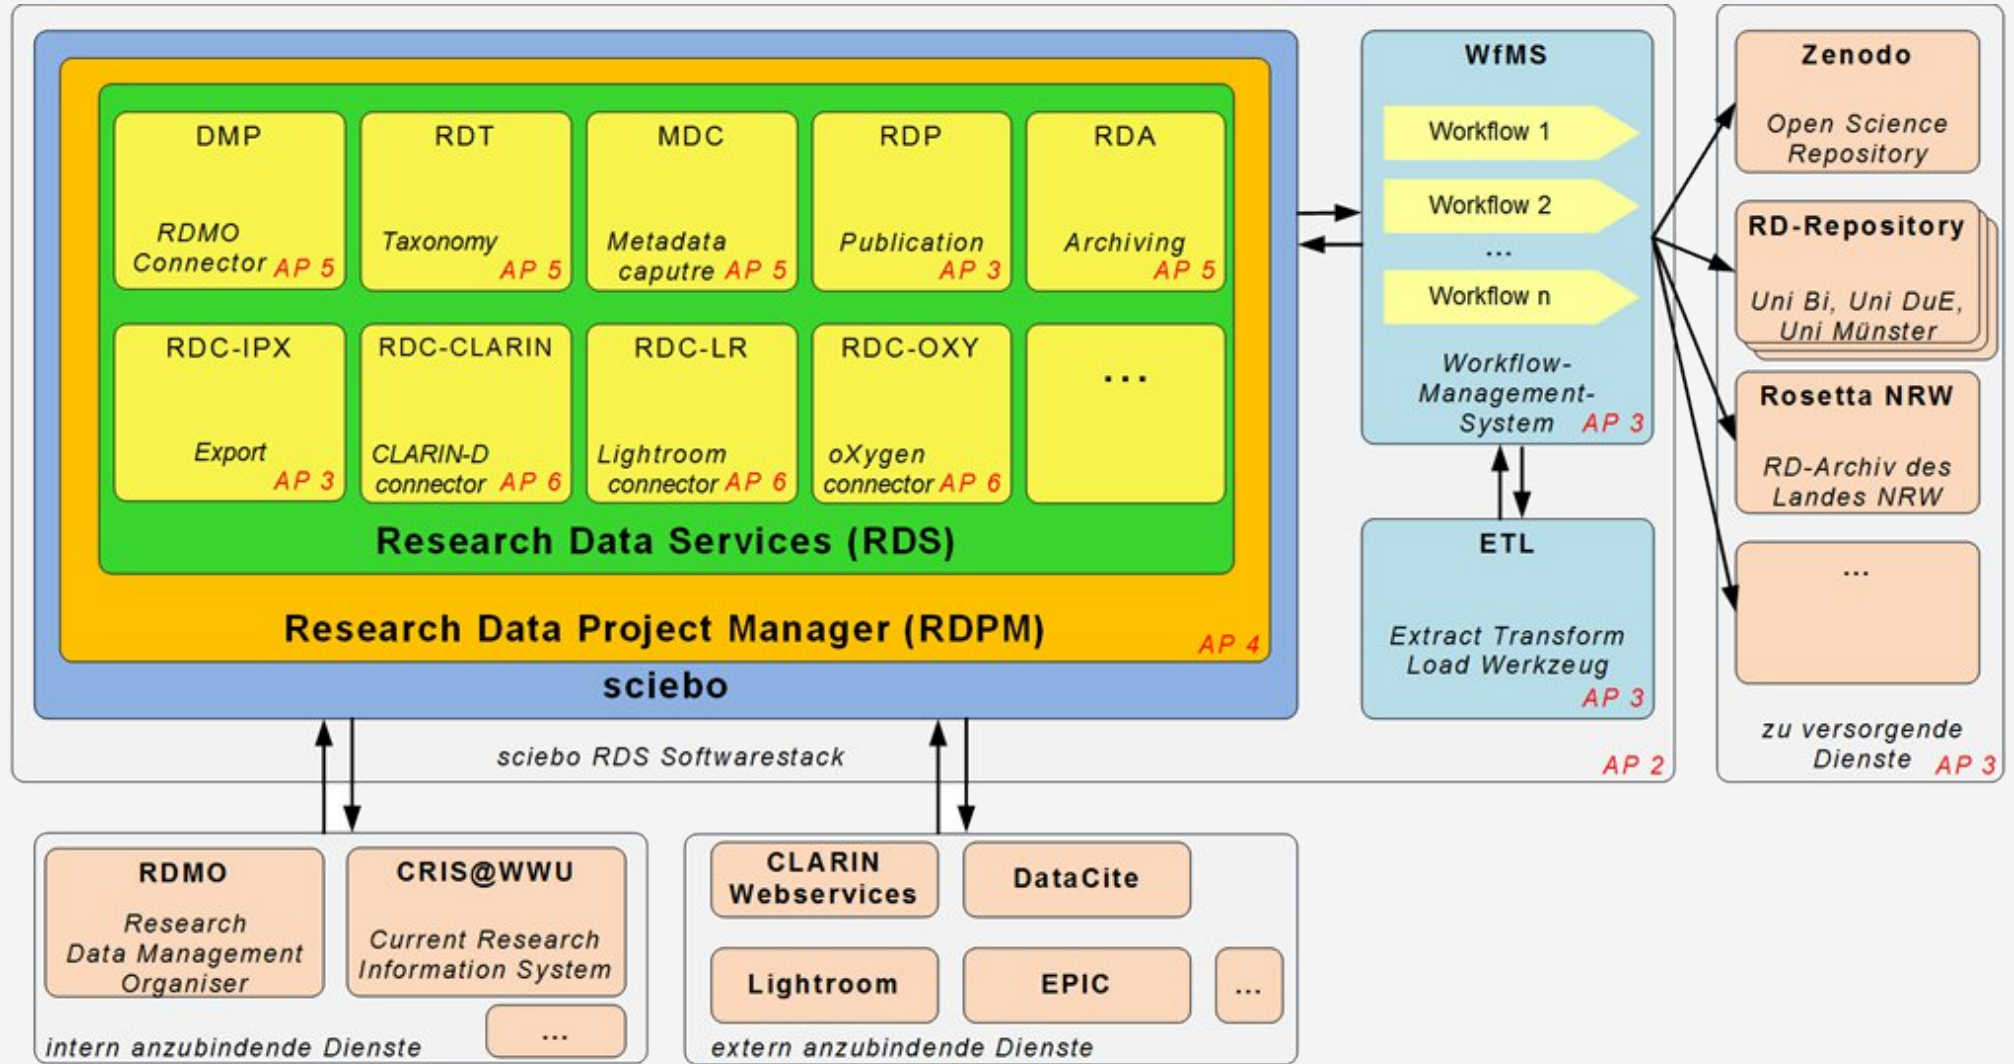 DMP
RDMO
Connector AP 5
RDT
Taxonomy
AP 5
MDC
Metadata
caputre AP 5
RDP
Publication
AP 3
RDA
Archiving
AP 5
RDC-IPX
Export
AP 3
RDC-CLARIN
CLARIN-D
connector AP 6
RDC-LR
Lightroom
connector AP 6
RDC-OXY
oXygen
connector AP 6
...
Research Data Services (RDS)
Research Data Project Manager (RDPM)
AP 4
sciebo
sciebo RDS Softwarestack
AP 2
WfMS
Workflow 1
Workflow 2
...
Workflow n
Workflow-
Management-
System AP 3
ETL
Extract Transform
Load Werkzeug
AP 3
Zenodo
Open Science
Repository
RD-Repository
Uni Bi, Uni DuE,
Uni Münster
Rosetta NRW
RD-Archiv des
Landes NRW
...
zu versorgende
Dienste AP 3
RDMO
Research
Data Management
Organiser
CRIS@WWU
Current Research
Information System
...
intern anzubindende Dienste
CLARIN
Webservices
DataCite
Lightroom
EPIC
...
extern anzubindende Dienste